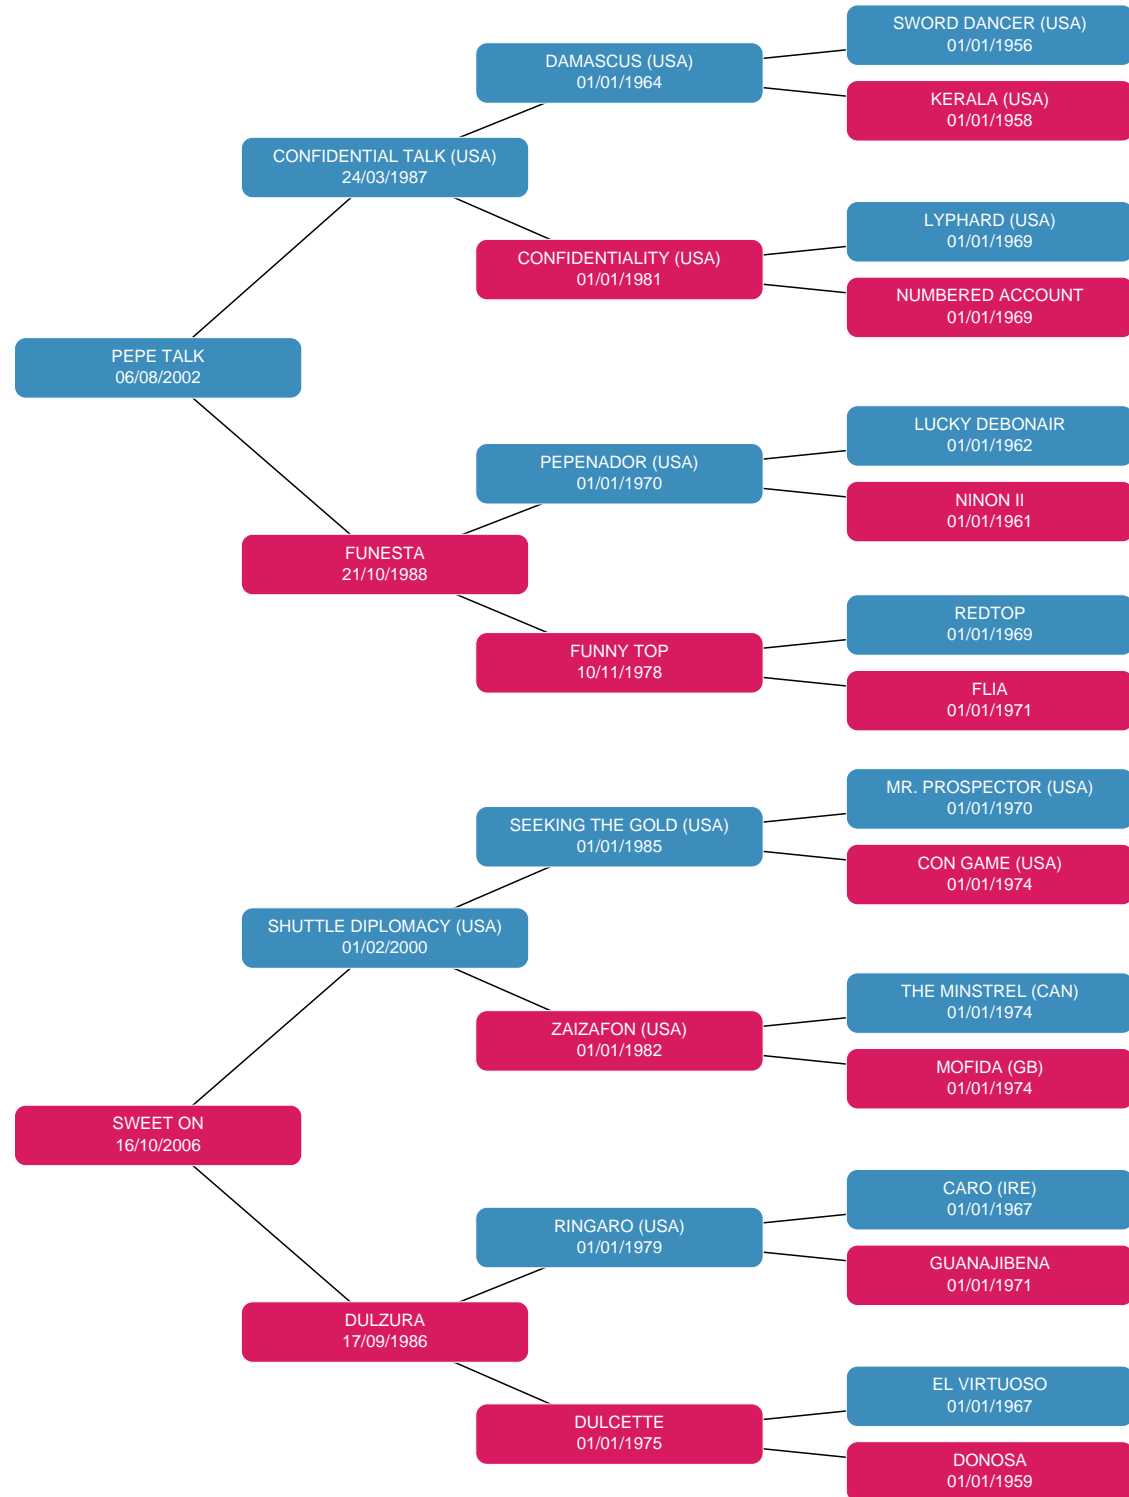 SWORD DANCER (USA)
01/01/1956
DAMASCUS (USA)
01/01/1964
KERALA (USA)
01/01/1958
CONFIDENTIAL TALK (USA)
24/03/1987
LYPHARD (USA)
01/01/1969
CONFIDENTIALITY (USA)
01/01/1981
NUMBERED ACCOUNT
01/01/1969
PEPE TALK
06/08/2002
LUCKY DEBONAIR
01/01/1962
PEPENADOR (USA)
01/01/1970
NINON II
01/01/1961
FUNESTA
21/10/1988
REDTOP
01/01/1969
FUNNY TOP
10/11/1978
FLIA
01/01/1971
MR. PROSPECTOR (USA)
01/01/1970
SEEKING THE GOLD (USA)
01/01/1985
CON GAME (USA)
01/01/1974
SHUTTLE DIPLOMACY (USA)
01/02/2000
THE MINSTREL (CAN)
01/01/1974
ZAIZAFON (USA)
01/01/1982
MOFIDA (GB)
01/01/1974
SWEET ON
16/10/2006
CARO (IRE)
01/01/1967
RINGARO (USA)
01/01/1979
GUANAJIBENA
01/01/1971
DULZURA
17/09/1986
EL VIRTUOSO
01/01/1967
DULCETTE
01/01/1975
DONOSA
01/01/1959